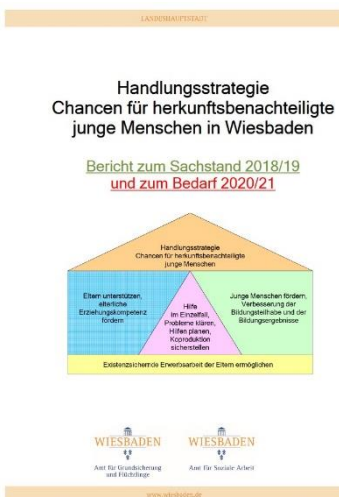 LANDESHAUPTSTADT
Handlungsstrategie
Chancen für herkunftsbenachteiligte
junge Menschen in Wiesbaden
Bericht zum Sachstand 2018/19
und zum Bedarf 2020/21
Handlungsstrategie
Chancen für herkunftsbenachteiligte
junge Menschen
Eltern unterstützen,
elterliche
Erziehungskompetenz
fördern
Hilfe
im Einzelfall,
Probleme klären,
Hilfen planen,
Koproduktion
sicherstellen
Junge Menschen fördern,
Verbesserung der
Bildungsteilhabe und der
Bildungsergebnisse
Existenzsichernde Erwerbsarbeit der Eltern ermöglichen
WIESBADEN
Amt für Grundsicherung
und Flüchtlinge
WIESBADEN
Amt für Soziale Arbeit
www.wiesbaden.de